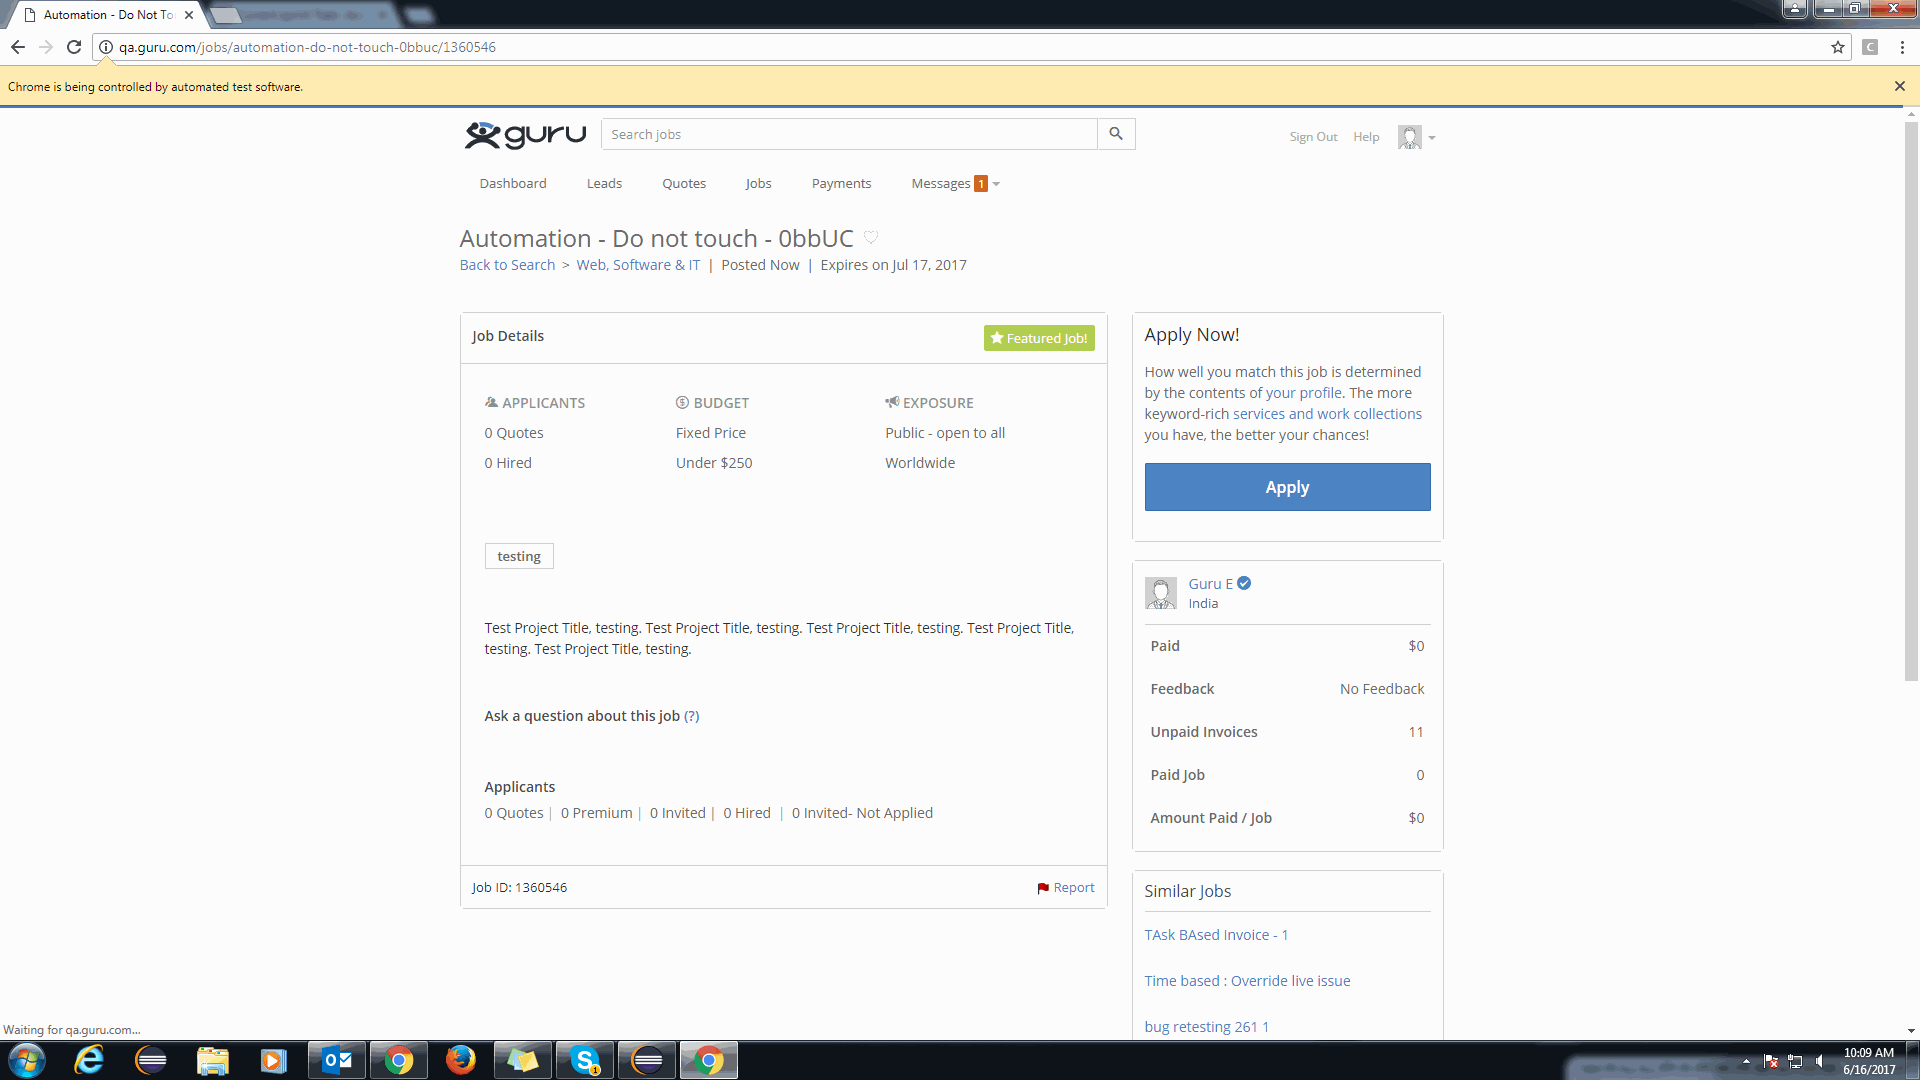 Automation - Do Not To
qa.guru.com/jobs/automation-do-not-touch-0bbuc/1360546
C
Chrome is being controlled by automated test software.
guru
Search jobs
Sign Out Help
Dashboard Leads Quotes Jobs Payments Messages 1
Automation - Do not touch - 0bbUC
Back to Search > Web, Software & IT | Posted Now | Expires on Jul 17, 2017
Job Details
Featured Job!
APPLICANTS BUDGET EXPOSURE
0 Quotes Fixed Price Public - open to all
0 Hired Under $250 Worldwide
testing
Test Project Title, testing. Test Project Title, testing. Test Project Title, testing. Test Project Title,
testing. Test Project Title, testing.
Ask a question about this job (?)
Applicants
0 Quotes | 0 Premium | 0 Invited | 0 Hired | 0 Invited- Not Applied
Job ID: 1360546
Report
Apply Now!
How well you match this job is determined
by the contents of your profile. The more
keyword-rich services and work collections
you have, the better your chances!
Apply
Guru E
India
Paid $0
Feedback No Feedback
Unpaid Invoices 11
Paid Job 0
Amount Paid / Job $0
Similar Jobs
TAsk BAsed Invoice - 1
Time based : Override live issue
bug retesting 261 1
Waiting for qa.guru.com...
10:09 AM
6/16/2017